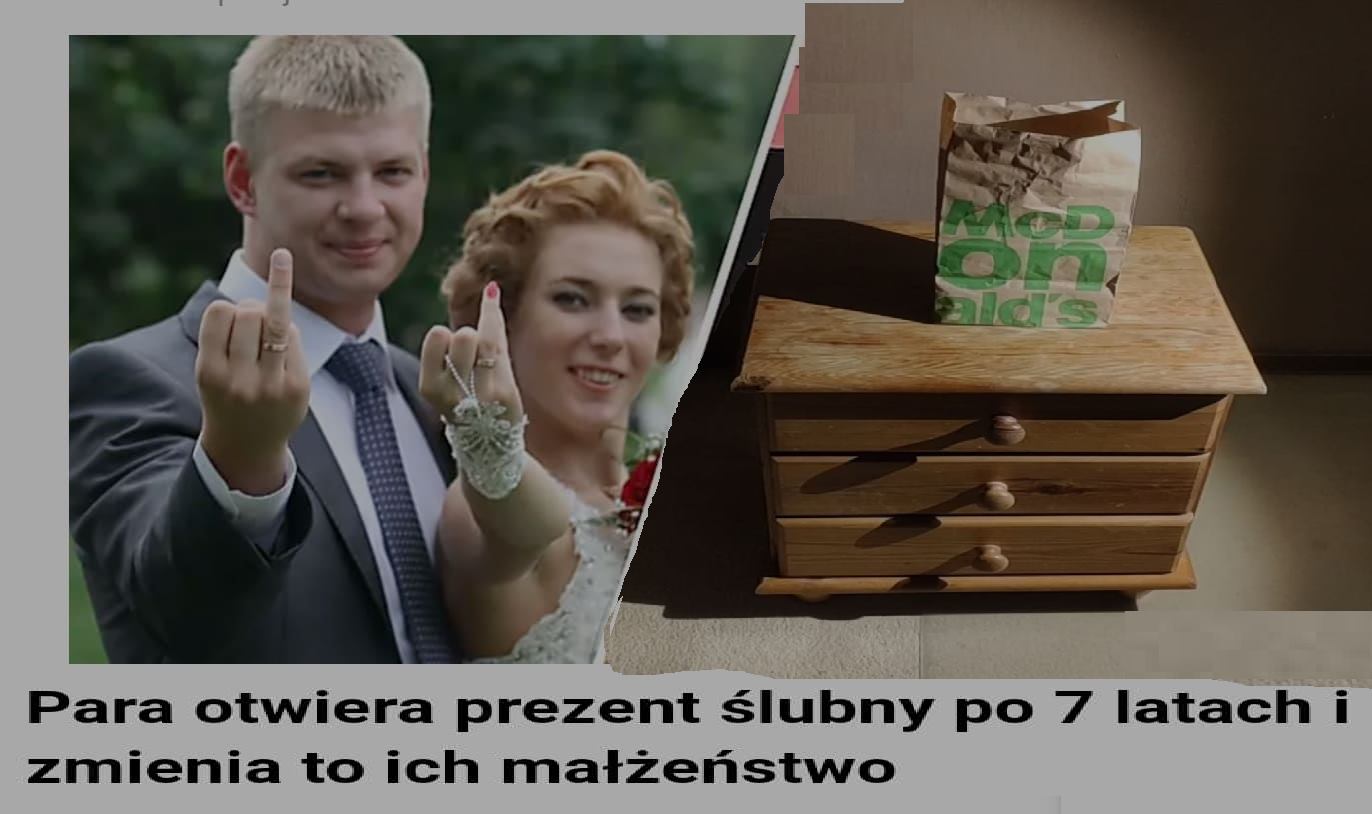 McD
on
ald's
Para otwiera prezent ślubny po 7 latach i
zmienia to ich małżeństwo